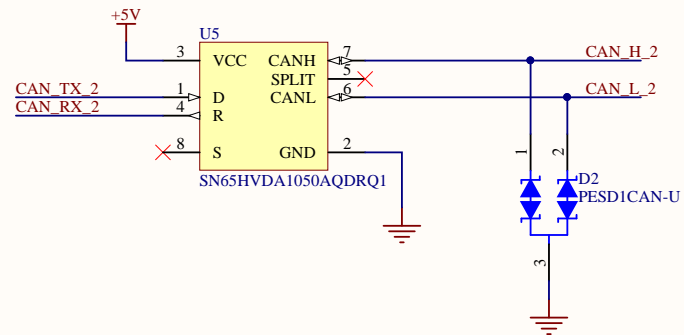 +5V
U5
3
VCC
CANH
7
CAN_H_2
SPLIT
5
CAN_TX_2
1
D
CANL
6
CAN_L_2
CAN_RX_2
4
R
8
S
GND
2
SN65HVDA1050AQDRQ1
1
2
D2
PESD1CAN-U
3